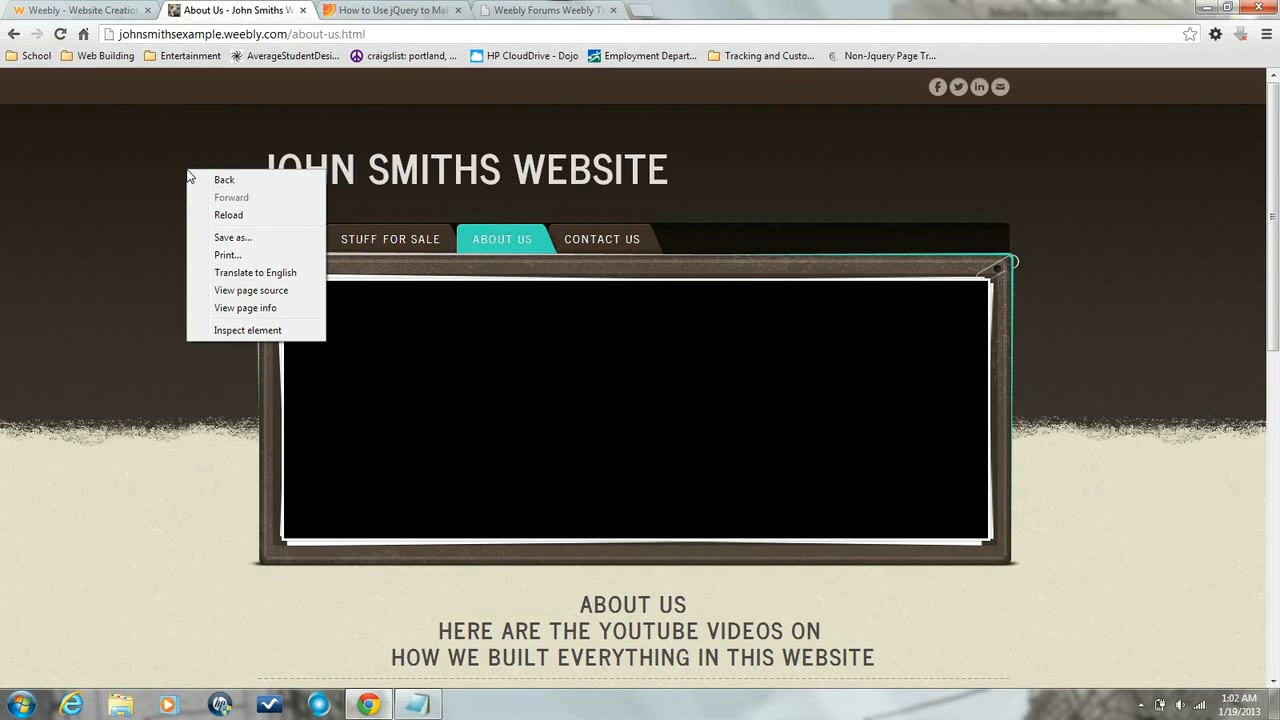 Weebly - Website Creation
About Us - John Smiths W
How to Use jQuery to Mak
Weebly Forums Weebly T
johnsmithsexample.weebly.com/about-us.html
School
Web Building
Entertainment
AverageStudentDesi...
craigslist: portland, ...
HP CloudDrive - Dojo
Employment Depart...
Tracking and Custo...
Non-Jquery Page Tr...
JOHN SMITHS WEBSITE
Back
Forward
Reload
Save as...
Print...
Translate to English
View page source
View page info
Inspect element
STUFF FOR SALE
ABOUT US
CONTACT US
ABOUT US
HERE ARE THE YOUTUBE VIDEOS ON
HOW WE BUILT EVERYTHING IN THIS WEBSITE
1:02 AM
1/19/2013